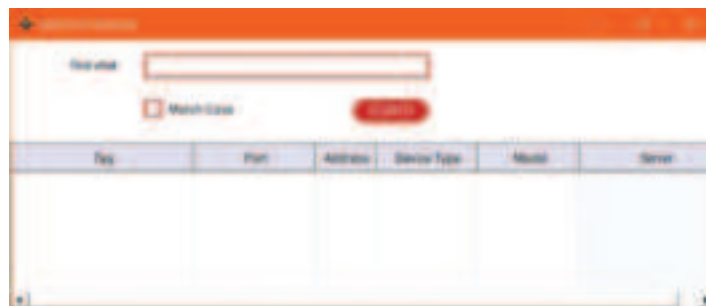 Find what
Match Case
Tag Port Address Device Type Model Server